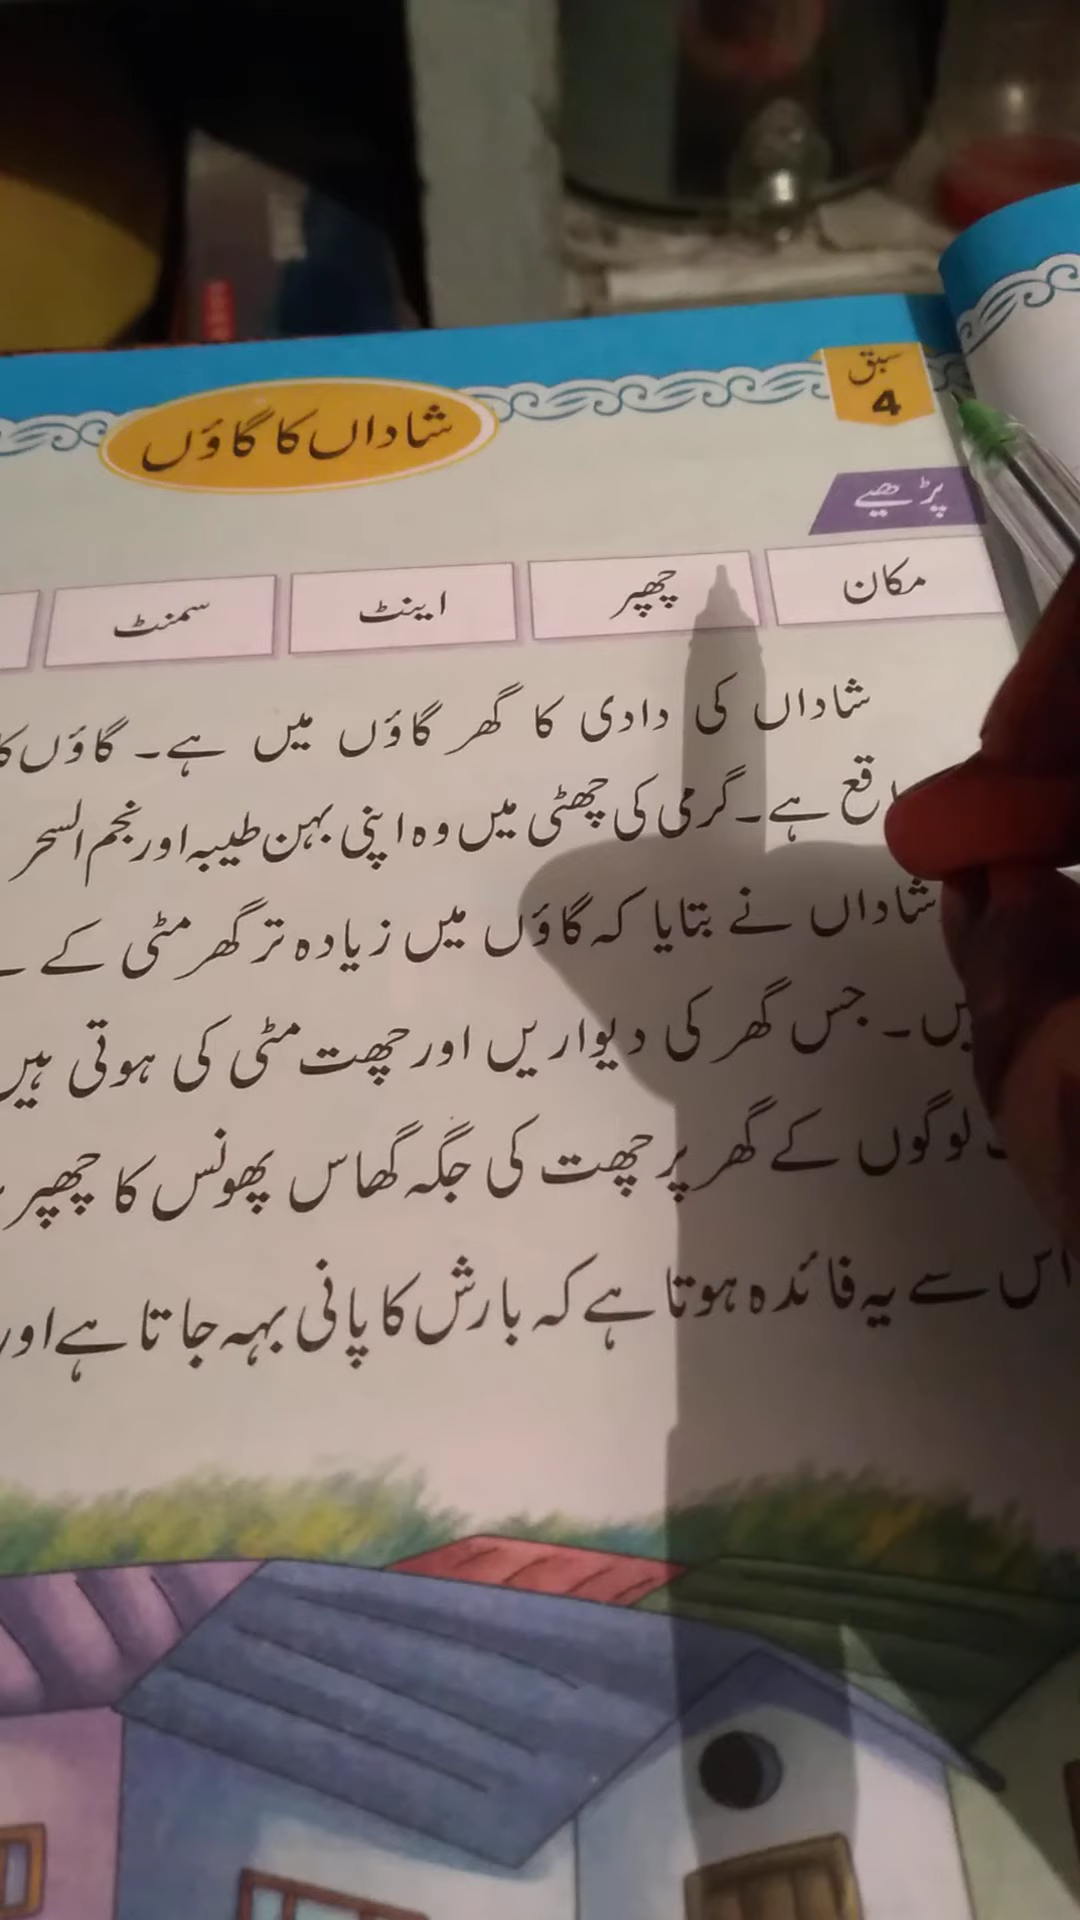 سبق
4
شاداں کا گاؤں
پڑھیے
مکان چھپر اینٹ سمنٹ
شاداں کی دادی کا گھر گاؤں میں ہے۔ گاؤں کا
ہے۔ گرمی کی چھٹی میں وہ اپنی بہن طیبہ اور نجم السحر
شاداں نے بتایا کہ گاؤں میں زیادہ تر گھر مٹی کے
جس گھر کی دیواریں اور چھت مٹی کی ہوتی ہیں
لوگوں کے گھر پر چھت کی جگہ گھاس پھونس کا چھپر
اس سے یہ فائدہ ہوتا ہے کہ بارش کا پانی بہہ جاتا ہے اور